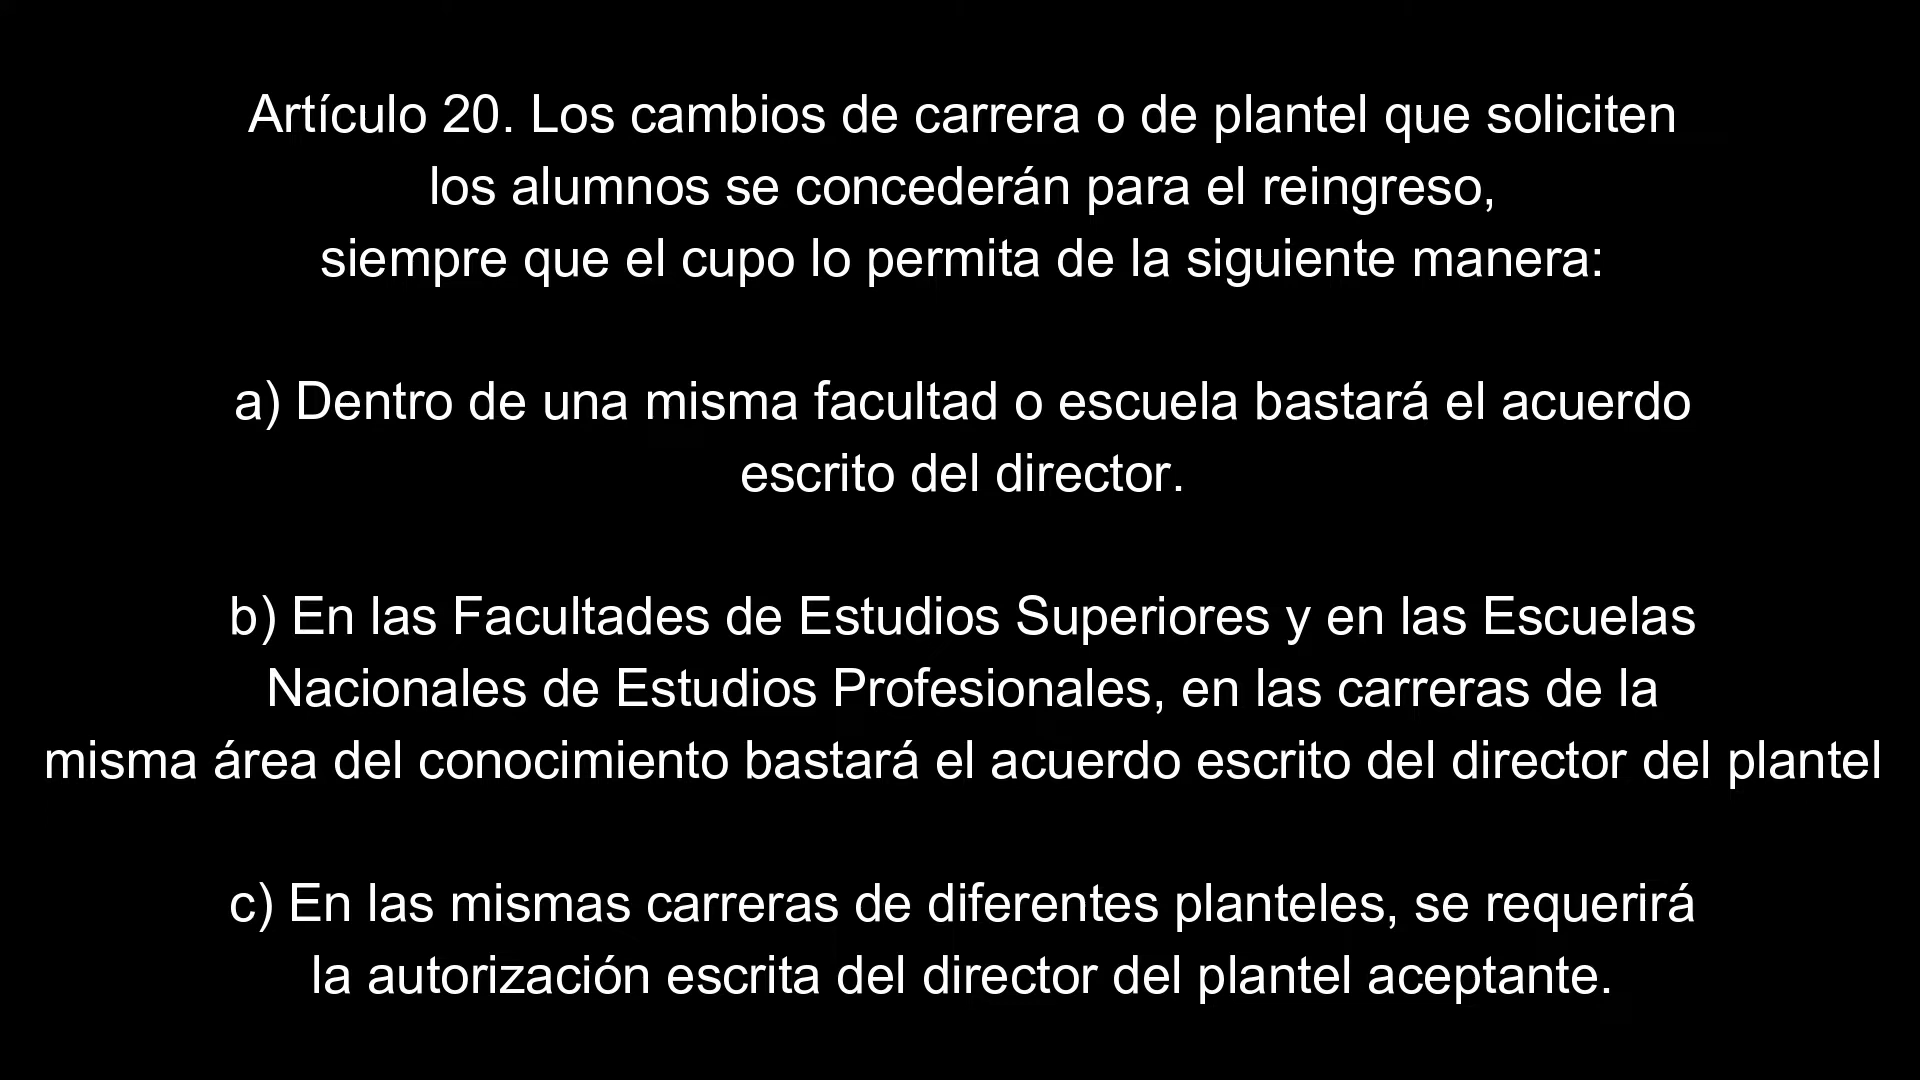 Artículo 20. Los cambios de carrera o de plantel que soliciten
los alumnos se concederán para el reingreso,
siempre que el cupo lo permita de la siguiente manera:
a) Dentro de una misma facultad o escuela bastará el acuerdo
escrito del director.
b) En las Facultades de Estudios Superiores y en las Escuelas
Nacionales de Estudios Profesionales, en las carreras de la
misma área del conocimiento bastará el acuerdo escrito del director del plantel
c) En las mismas carreras de diferentes planteles, se requerirá
la autorización escrita del director del plantel aceptante.